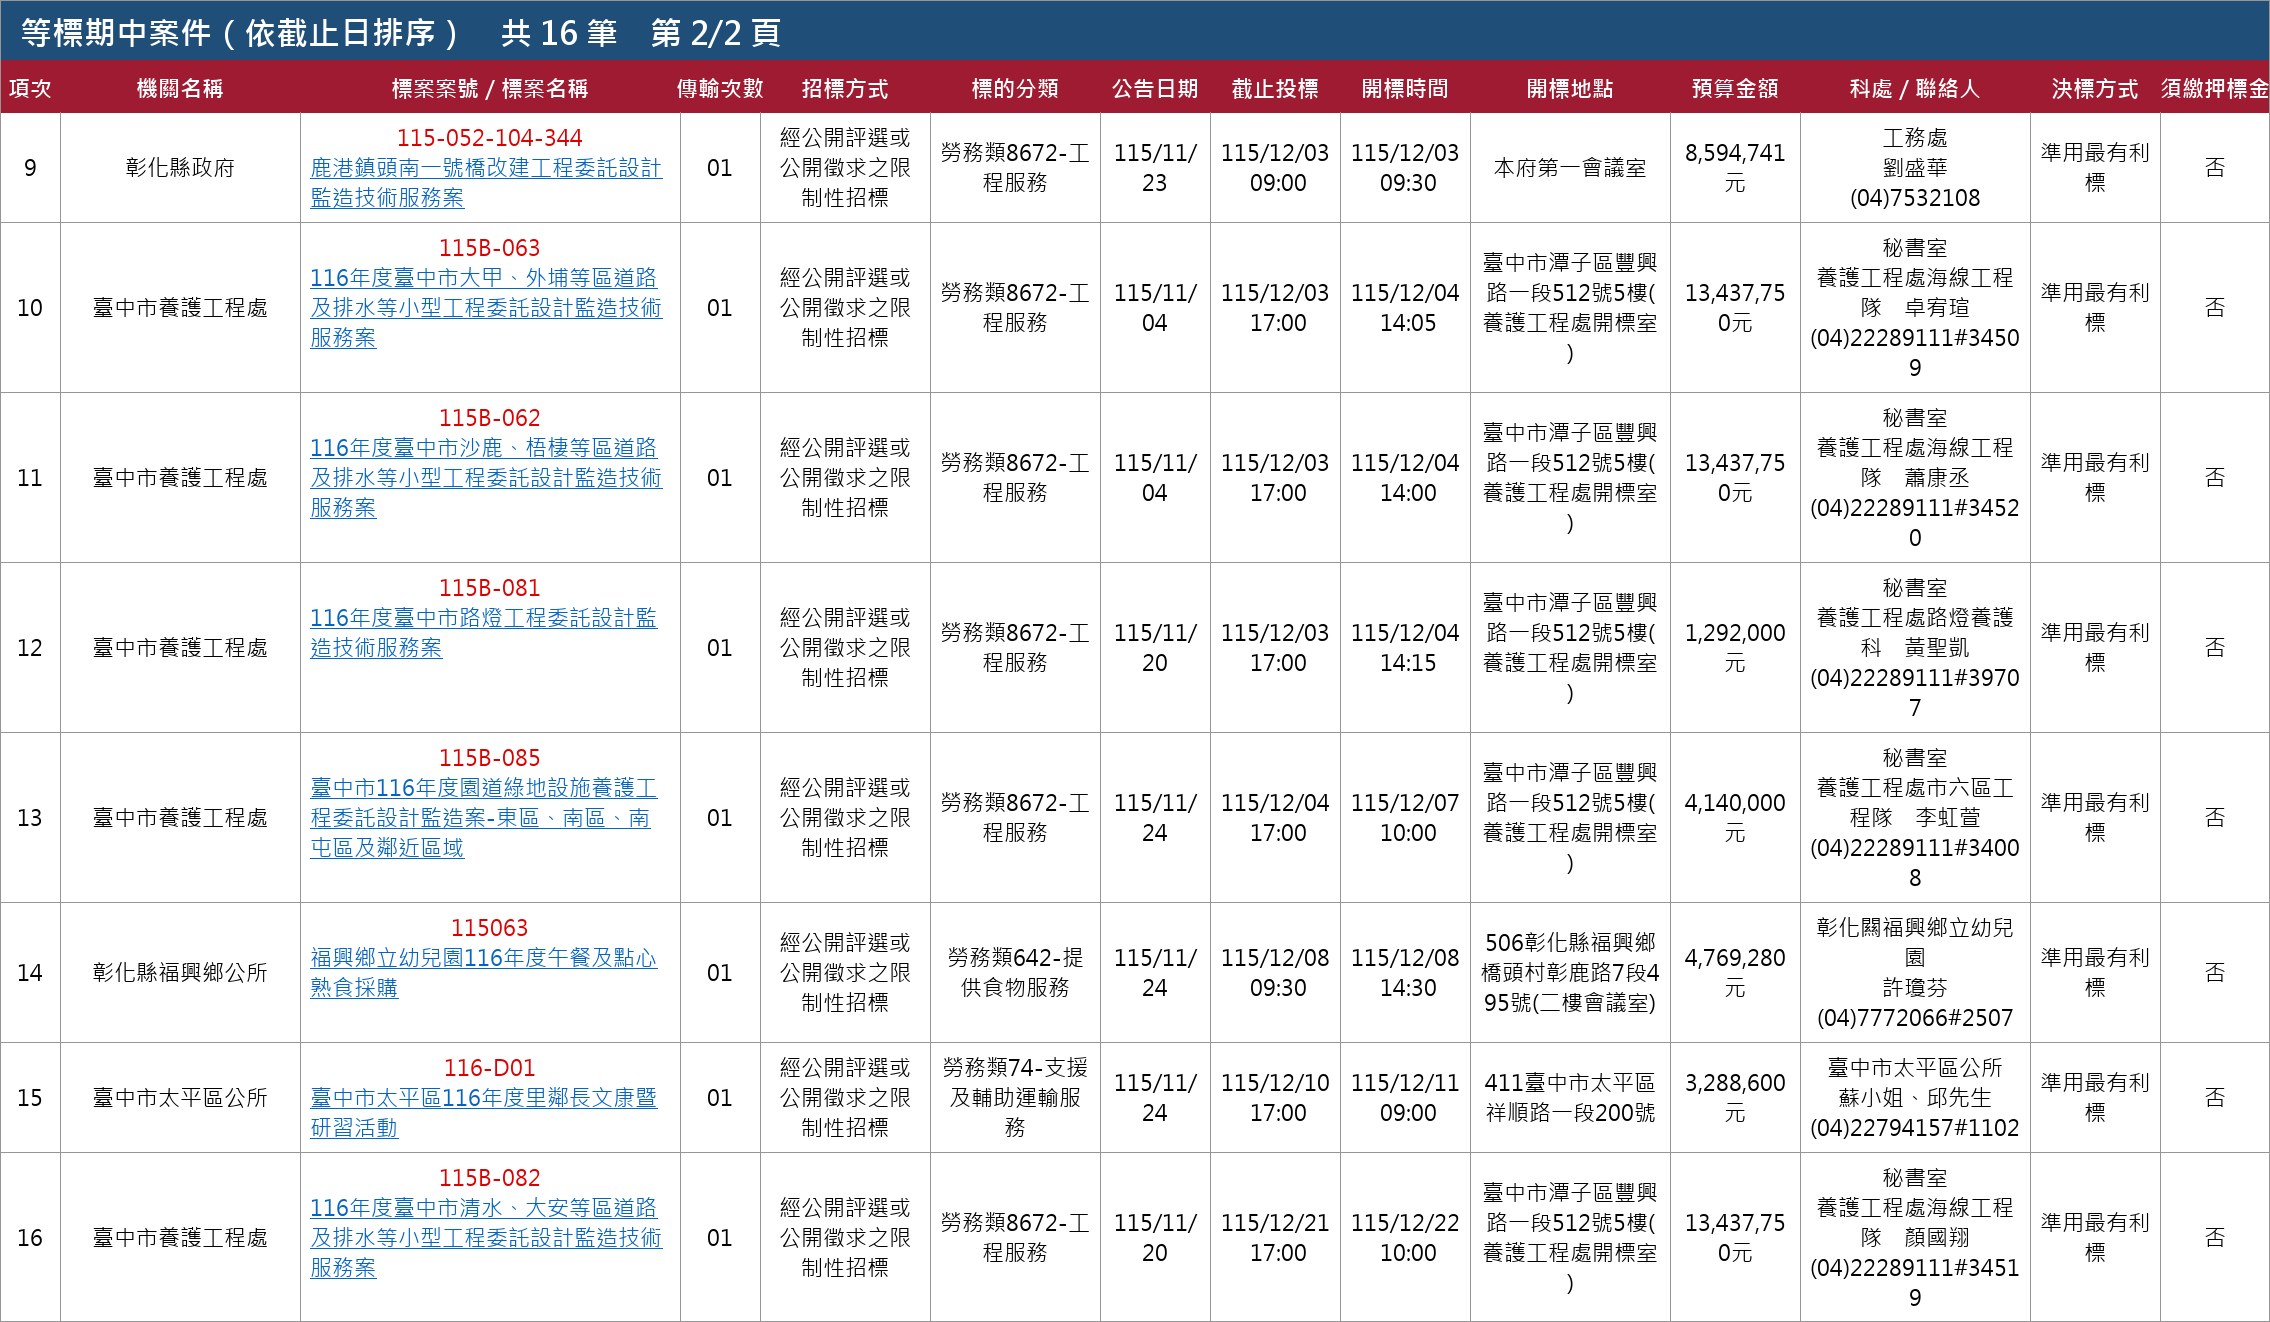 等標期中案件（依截止日排序）　共 16 筆　第 2/2 頁
項次 機關名稱 標案案號 / 標案名稱 傳輸次數 招標方式 標的分類 公告日期 截止投標 開標時間 開標地點 預算金額 科處 / 聯絡人 決標方式 須繳押標金
9
彰化縣政府
115-052-104-344
鹿港鎮頭南一號橋改建工程委託設計
監造技術服務案
01
經公開評選或
公開徵求之限
制性招標
勞務類8672-工
程服務
115/11/
23
115/12/03
09:00
115/12/03
09:30
本府第一會議室
8,594,741
元
工務處
劉盛華
(04)7532108
準用最有利
標
否
10
臺中市養護工程處
115B-063
116年度臺中市大甲、外埔等區道路
及排水等小型工程委託設計監造技術
服務案
01
經公開評選或
公開徵求之限
制性招標
勞務類8672-工
程服務
115/11/
04
115/12/03
17:00
115/12/04
14:05
臺中市潭子區豐興
路一段512號5樓(
養護工程處開標室
)
13,437,75
0元
秘書室
養護工程處海線工程
隊　卓宥瑄
(04)22289111#3450
9
準用最有利
標
否
11
臺中市養護工程處
115B-062
116年度臺中市沙鹿、梧棲等區道路
及排水等小型工程委託設計監造技術
服務案
01
經公開評選或
公開徵求之限
制性招標
勞務類8672-工
程服務
115/11/
04
115/12/03
17:00
115/12/04
14:00
臺中市潭子區豐興
路一段512號5樓(
養護工程處開標室
)
13,437,75
0元
秘書室
養護工程處海線工程
隊　蕭康丞
(04)22289111#3452
0
準用最有利
標
否
12
臺中市養護工程處
115B-081
116年度臺中市路燈工程委託設計監
造技術服務案
01
經公開評選或
公開徵求之限
制性招標
勞務類8672-工
程服務
115/11/
20
115/12/03
17:00
115/12/04
14:15
臺中市潭子區豐興
路一段512號5樓(
養護工程處開標室
)
1,292,000
元
秘書室
養護工程處路燈養護
科　黃聖凱
(04)22289111#3970
7
準用最有利
標
否
13
臺中市養護工程處
115B-085
臺中市116年度園道綠地設施養護工
程委託設計監造案-東區、南區、南
屯區及鄰近區域
01
經公開評選或
公開徵求之限
制性招標
勞務類8672-工
程服務
115/11/
24
115/12/04
17:00
115/12/07
10:00
臺中市潭子區豐興
路一段512號5樓(
養護工程處開標室
)
4,140,000
元
秘書室
養護工程處市六區工
程隊　李虹萱
(04)22289111#3400
8
準用最有利
標
否
14
彰化縣福興鄉公所
115063
福興鄉立幼兒園116年度午餐及點心
熟食採購
01
經公開評選或
公開徵求之限
制性招標
勞務類642-提
供食物服務
115/11/
24
115/12/08
09:30
115/12/08
14:30
506彰化縣福興鄉
橋頭村彰鹿路7段4
95號(二樓會議室)
4,769,280
元
彰化闗福興鄉立幼兒
園
許瓊芬
(04)7772066#2507
準用最有利
標
否
15
臺中市太平區公所
116-D01
臺中市太平區116年度里鄰長文康暨
研習活動
01
經公開評選或
公開徵求之限
制性招標
勞務類74-支援
及輔助運輸服
務
115/11/
24
115/12/10
17:00
115/12/11
09:00
411臺中市太平區
祥順路一段200號
3,288,600
元
臺中市太平區公所
蘇小姐、邱先生
(04)22794157#1102
準用最有利
標
否
16
臺中市養護工程處
115B-082
116年度臺中市清水、大安等區道路
及排水等小型工程委託設計監造技術
服務案
01
經公開評選或
公開徵求之限
制性招標
勞務類8672-工
程服務
115/11/
20
115/12/21
17:00
115/12/22
10:00
臺中市潭子區豐興
路一段512號5樓(
養護工程處開標室
)
13,437,75
0元
秘書室
養護工程處海線工程
隊　顏國翔
(04)22289111#3451
9
準用最有利
標
否